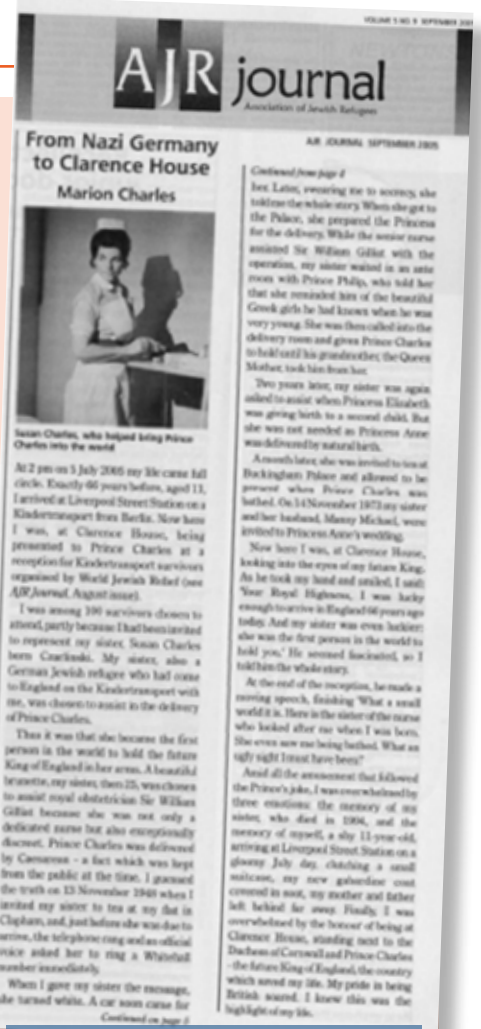 VOLUME 5 NO. 9 SEPTEMBER 2005
AJR journal
Association of Jewish Refugees
AJR JOURNAL SEPTEMBER 2005
From Nazi Germany
to Clarence House
Marion Charles
Susan Charles, who helped bring Prince
Charles into the world
At 2 pm on 5 July 2005 my life came full
circle. Exactly 66 years before, aged 11,
I arrived at Liverpool Street Station on a
Kindertransport from Berlin. Now here
I was, at Clarence House, being
presented to Prince Charles at a
reception for Kindertransport survivors
organised by World Jewish Relief (see
AJR Journal, August issue).
I was among 100 survivors chosen to
attend, partly because I had been invited
to represent my sister, Susan Charles
born Czarlinski. My sister, also a
German Jewish refugee who had come
to England on the Kindertransport with
me, was chosen to assist in the delivery
of Prince Charles.
Thus it was that she became the first
person in the world to hold the future
King of England in her arms. A beautiful
brunette, my sister, then 25, was chosen
to assist royal obstetrician Sir William
Gilliat because she was not only a
dedicated nurse but also exceptionally
discreet. Prince Charles was delivered
by Caesarean - a fact which was kept
from the public at the time. I guessed
the truth on 13 November 1948 when I
invited my sister to tea at my flat in
Clapham, and, just before she was due to
arrive, the telephone rang and an official
voice asked her to ring a Whitehall
number immediately.
When I gave my sister the message,
she turned white. A car soon came for
Continued on page 5
Continued from page 4
her. Later, swearing me to secrecy, she
told me the whole story. When she got to
the Palace, she prepared the Princess
for the delivery. While the senior nurse
assisted Sir William Gilliat with the
operation, my sister waited in an ante
room with Prince Philip, who told her
that she reminded him of the beautiful
Greek girls he had known when he was
very young. She was then called into the
delivery room and given Prince Charles
to hold until his grandmother, the Queen
Mother, took him from her.
Two years later, my sister was again
asked to assist when Princess Elizabeth
was giving birth to a second child. But
she was not needed as Princess Anne
was delivered by natural birth.
A month later, she was invited to tea at
Buckingham Palace and allowed to be
present when Prince Charles was
bathed. On 14 November 1973 my sister
and her husband, Manny Michael, were
invited to Princess Anne's wedding.
Now here I was, at Clarence House,
looking into the eyes of my future King.
As he took my hand and smiled, I said:
'Your Royal Highness, I was lucky
enough to arrive in England 66 years ago
today. And my sister was even luckier:
she was the first person in the world to
hold you.' He seemed fascinated, so I
told him the whole story.
At the end of the reception, he made a
moving speech, finishing 'What a small
world it is. Here is the sister of the nurse
who looked after me when I was born.
She even saw me being bathed. What an
ugly sight I must have been!'
Amid all the amusement that followed
the Prince's joke, I was overwhelmed by
three emotions: the memory of my
sister, who died in 1994, and the
memory of myself, a shy 11-year-old,
arriving at Liverpool Street Station on a
gloomy July day, clutching a small
suitcase, my new gabardine coat
covered in soot, my mother and father
left behind far away. Finally, I was
overwhelmed by the honour of being at
Clarence House, standing next to the
Duchess of Cornwall and Prince Charles
- the future King of England, the country
which saved my life. My pride in being
British soared. I knew this was the
highlight of my life.